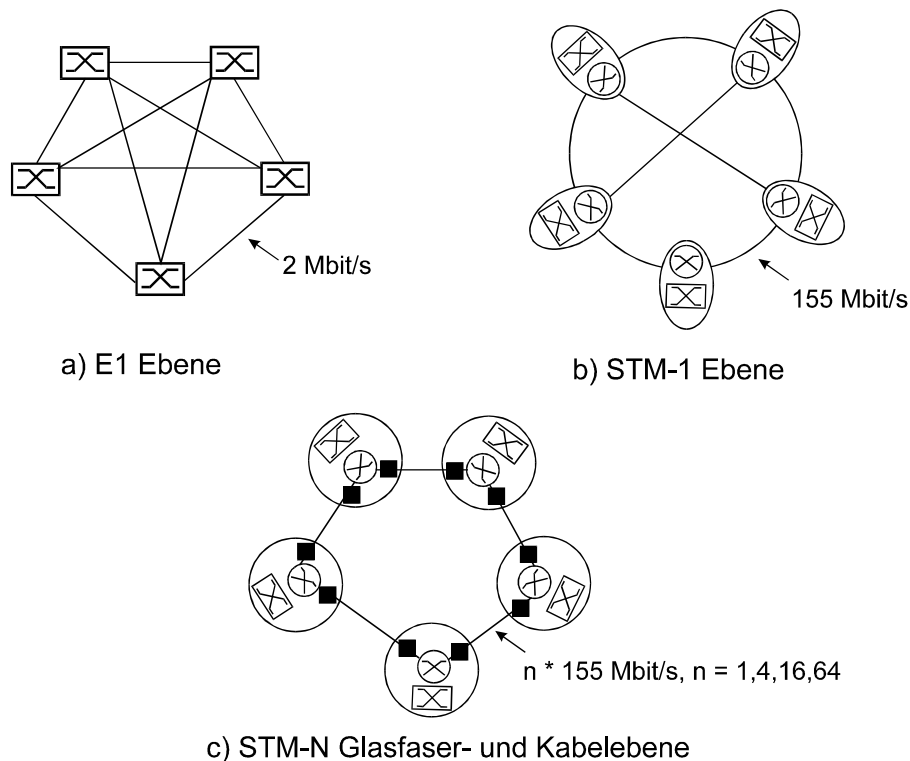 2 Mbit/s
155 Mbit/s
a) E1 Ebene
b) STM-1 Ebene
n * 155 Mbit/s, n = 1,4,16,64
c) STM-N Glasfaser- und Kabelebene